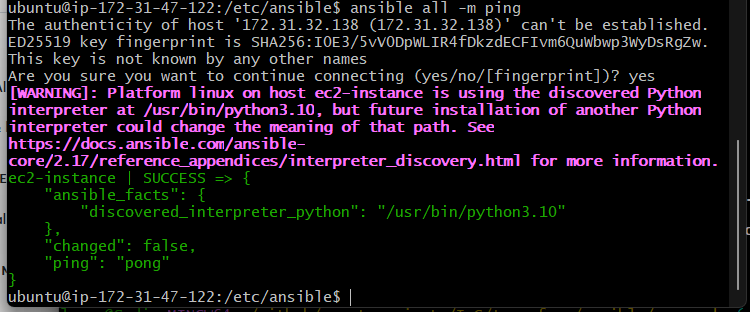 ubuntu@ip-172-31-47-122:/etc/ansible$ ansible all -m ping
The authenticity of host '172.31.32.138 (172.31.32.138)' can't be established.
ED25519 key fingerprint is SHA256:IOE3/5vVODpWLIR4fDkzdECFIvm6QuWbwp3WyDsRgZw.
This key is not known by any other names
Are you sure you want to continue connecting (yes/no/[fingerprint])? yes
[WARNING]: Platform linux on host ec2-instance is using the discovered Python
interpreter at /usr/bin/python3.10, but future installation of another Python
interpreter could change the meaning of that path. See
https://docs.ansible.com/ansible-
core/2.17/reference_appendices/interpreter_discovery.html for more information.
ec2-instance | SUCCESS => {
    "ansible_facts": {
        "discovered_interpreter_python": "/usr/bin/python3.10"
    },
    "changed": false,
    "ping": "pong"
}
ubuntu@ip-172-31-47-122:/etc/ansible$